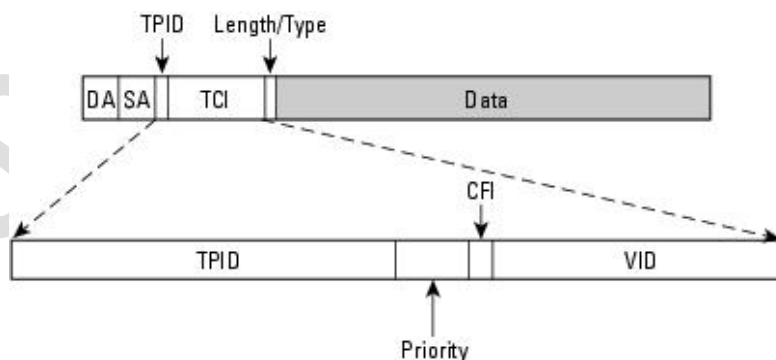 TPID Length/Type
DA SA TCI Data
CFI
TPID VID
Priority